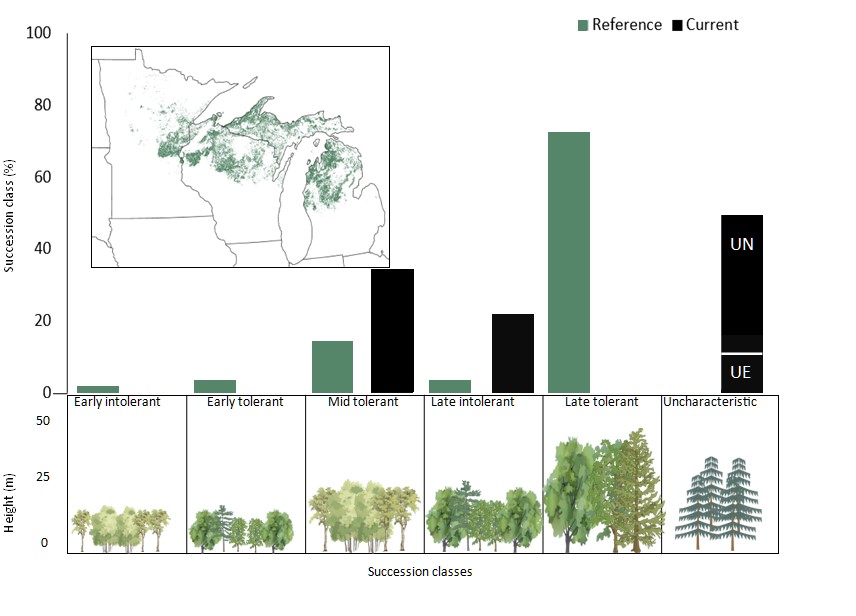 Reference Current
100
80
60
40
20
0
Succession class (%)
UN
UE
Early intolerant Early tolerant Mid tolerant Late intolerant Late tolerant Uncharacteristic
50
25
0
Height (m)
Succession classes